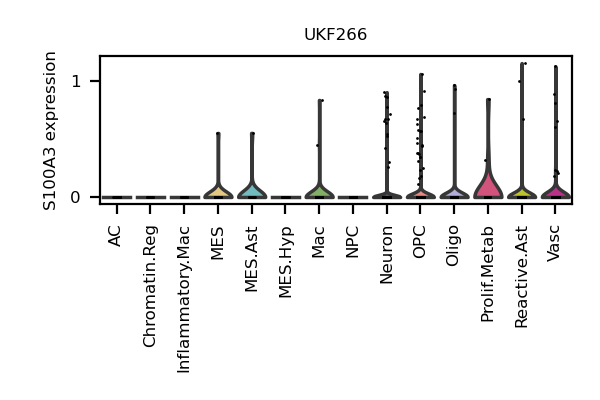 UKF266
S100A3 expression
1
0
AC
Chromatin.Reg
Inflammatory.Mac
MES
MES.Ast
MES.Hyp
Mac
NPC
Neuron
OPC
Oligo
Prolif.Metab
Reactive.Ast
Vasc